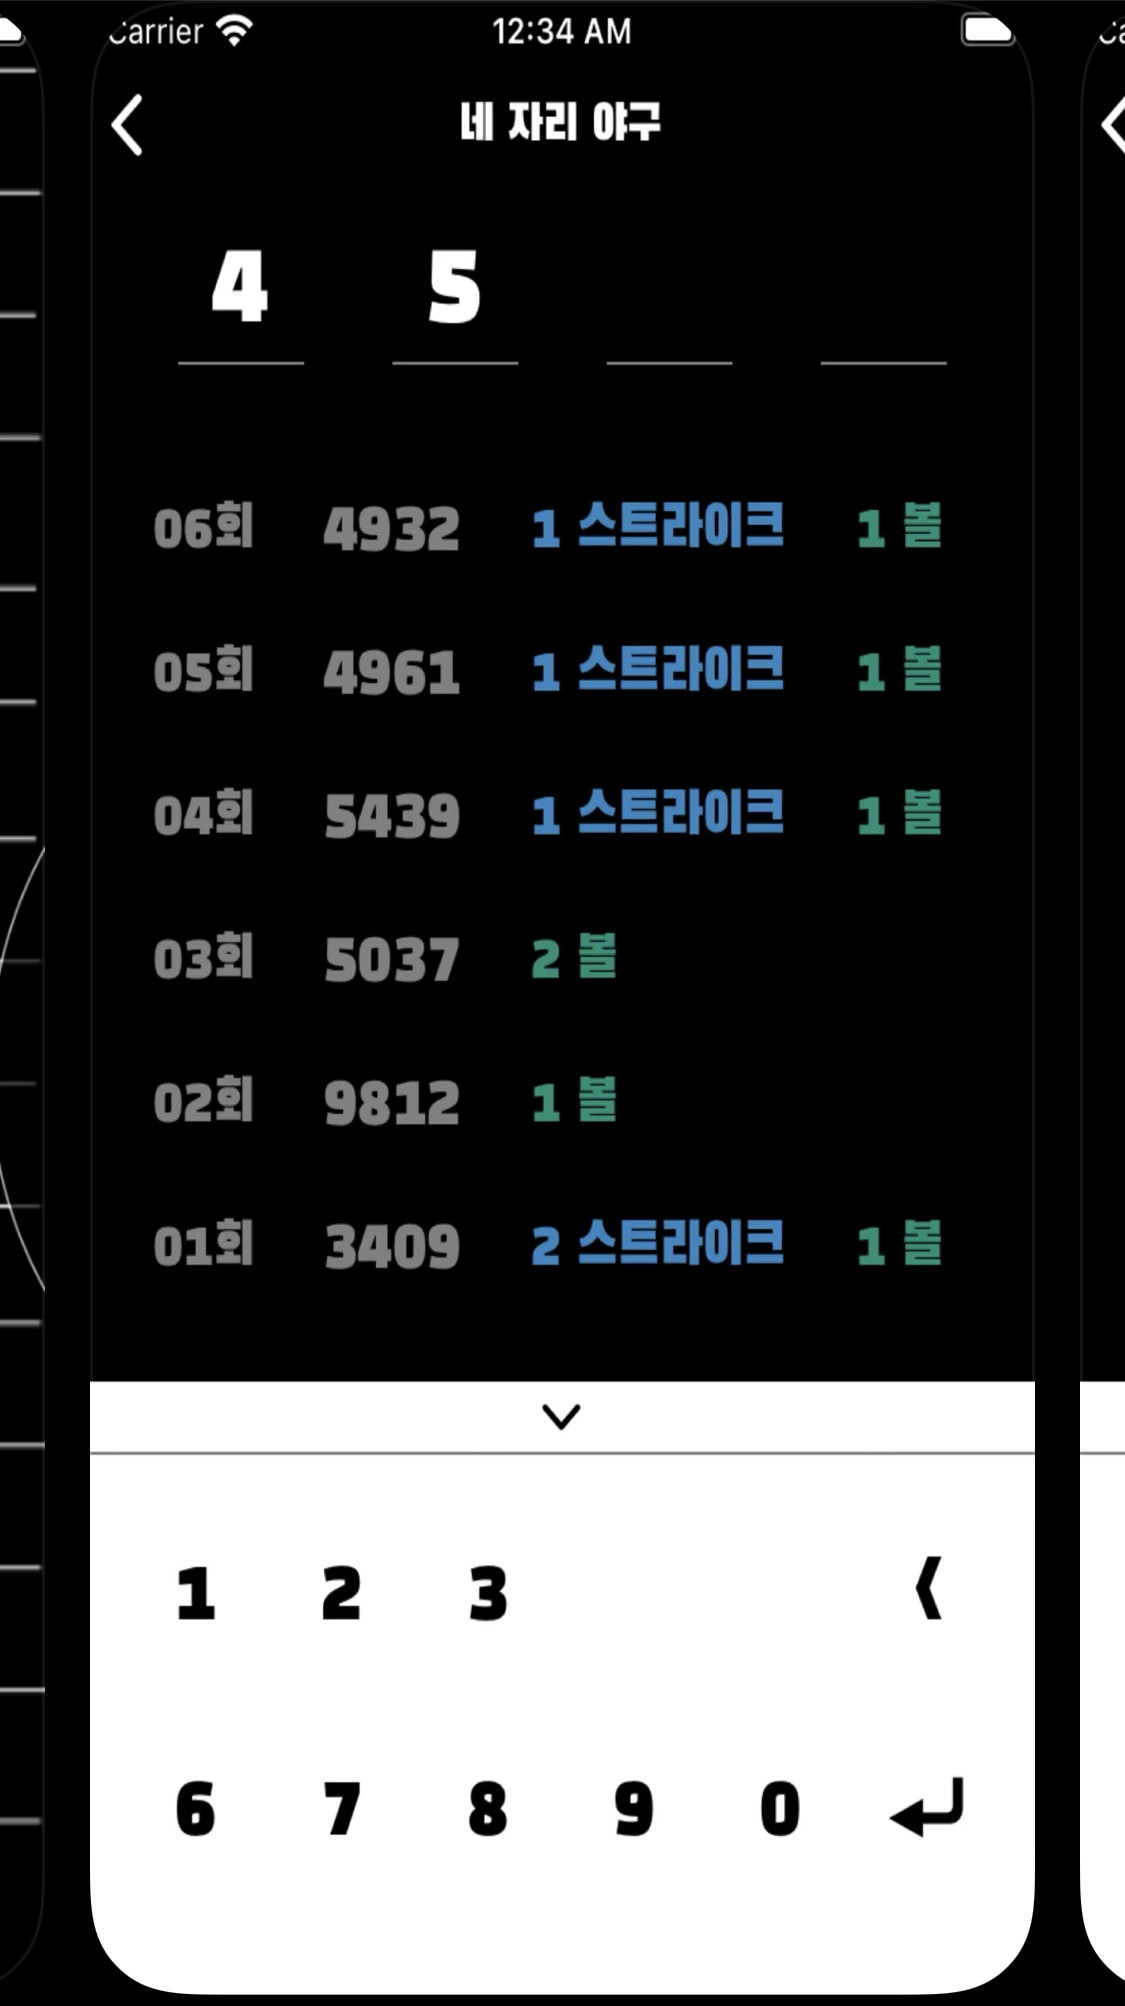 Carrier 12:34 AM
네 자리 야구
4 5
06회 4932 1 스트라이크 1 볼
05회 4961 1 스트라이크 1 볼
04회 5439 1 스트라이크 1 볼
03회 5037 2 볼
02회 9812 1 볼
01회 3409 2 스트라이크 1 볼
1 2 3
6 7 8 9 0